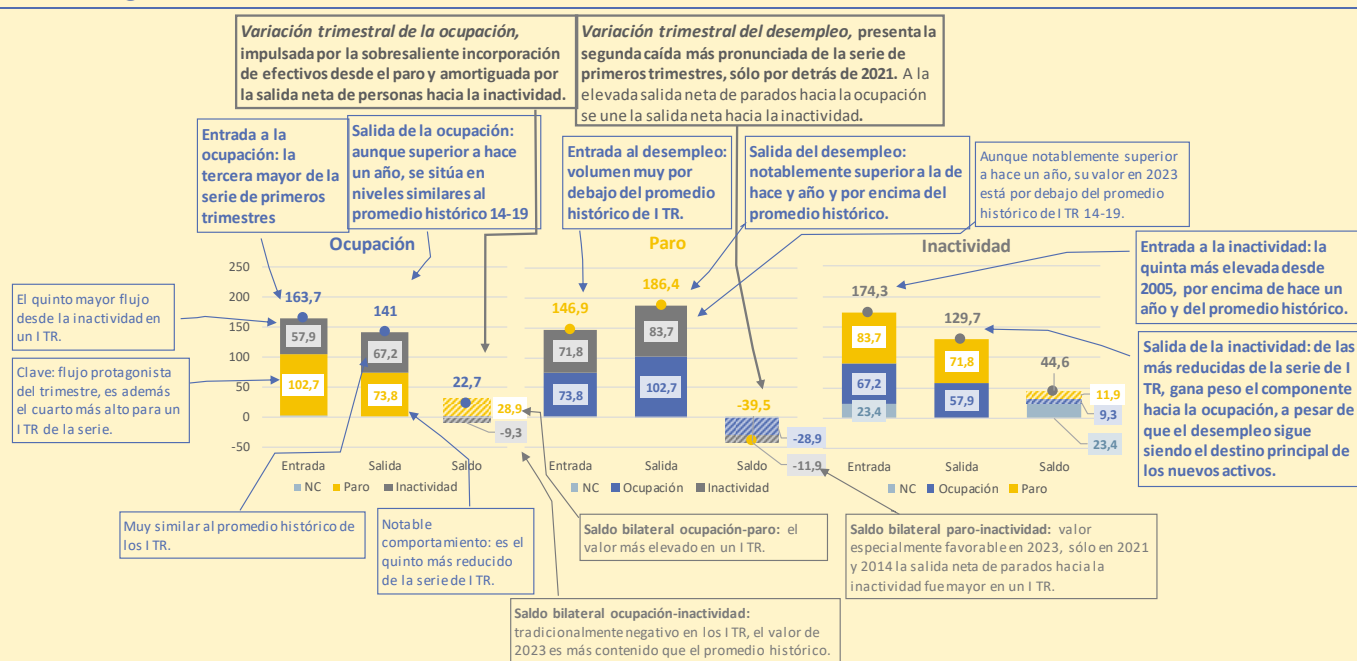 Variación trimestral de la ocupación,
impulsada por la sobresaliente incorporación
de efectivos desde el paro y amortiguada por
la salida neta de personas hacia la inactividad.
Variación trimestral del desempleo, presenta la
segunda caída más pronunciada de la serie de
primeros trimestres, sólo por detrás de 2021. A la
elevada salida neta de parados hacia la ocupación
se une la salida neta hacia la inactividad.
Entrada a la
ocupación: la
tercera mayor de la
serie de primeros
trimestres
Salida de la ocupación:
aunque superior a hace
un año, se sitúa en
niveles similares al
promedio histórico 14-19
Entrada al desempleo:
volumen muy por
debajo del promedio
histórico de I TR.
Salida del desempleo:
notablemente superior a la de
hace y año y por encima del
promedio histórico.
Aunque notablemente superior
a hace un año, su valor en 2023
está por debajo del promedio
histórico de I TR 14-19.
Entrada a la inactividad: la
quinta más elevada desde
2005, por encima de hace un
año y del promedio histórico.
Salida de la inactividad: de las
más reducidas de la serie de I
TR, gana peso el componente
hacia la ocupación, a pesar de
que el desempleo sigue
siendo el destino principal de
los nuevos activos.
El quinto mayor flujo
desde la inactividad en
un I TR.
Clave: flujo protagonista
del trimestre, es además
el cuarto más alto para un
I TR de la serie.
Ocupación
250
200
150
100
50
0
-50
163,7
57,9
102,7
141
67,2
73,8
22,7
28,9
-9,3
Entrada Salida Saldo
NC Paro Inactividad
Paro
146,9
71,8
73,8
186,4
83,7
102,7
-39,5
-28,9
-11,9
Entrada Salida Saldo
NC Ocupación Inactividad
Inactividad
174,3
83,7
67,2
23,4
129,7
71,8
57,9
44,6
11,9
9,3
23,4
Entrada Salida Saldo
NC Ocupación Paro
Muy similar al promedio histórico de
los I TR.
Notable
comportamiento: es el
quinto más reducido
de la serie de I TR.
Saldo bilateral ocupación-paro: el
valor más elevado en un I TR.
Saldo bilateral paro-inactividad: valor
especialmente favorable en 2023, sólo en 2021
y 2014 la salida neta de parados hacia la
inactividad fue mayor en un I TR.
Saldo bilateral ocupación-inactividad:
tradicionalmente negativo en los I TR, el valor de
2023 es más contenido que el promedio histórico.